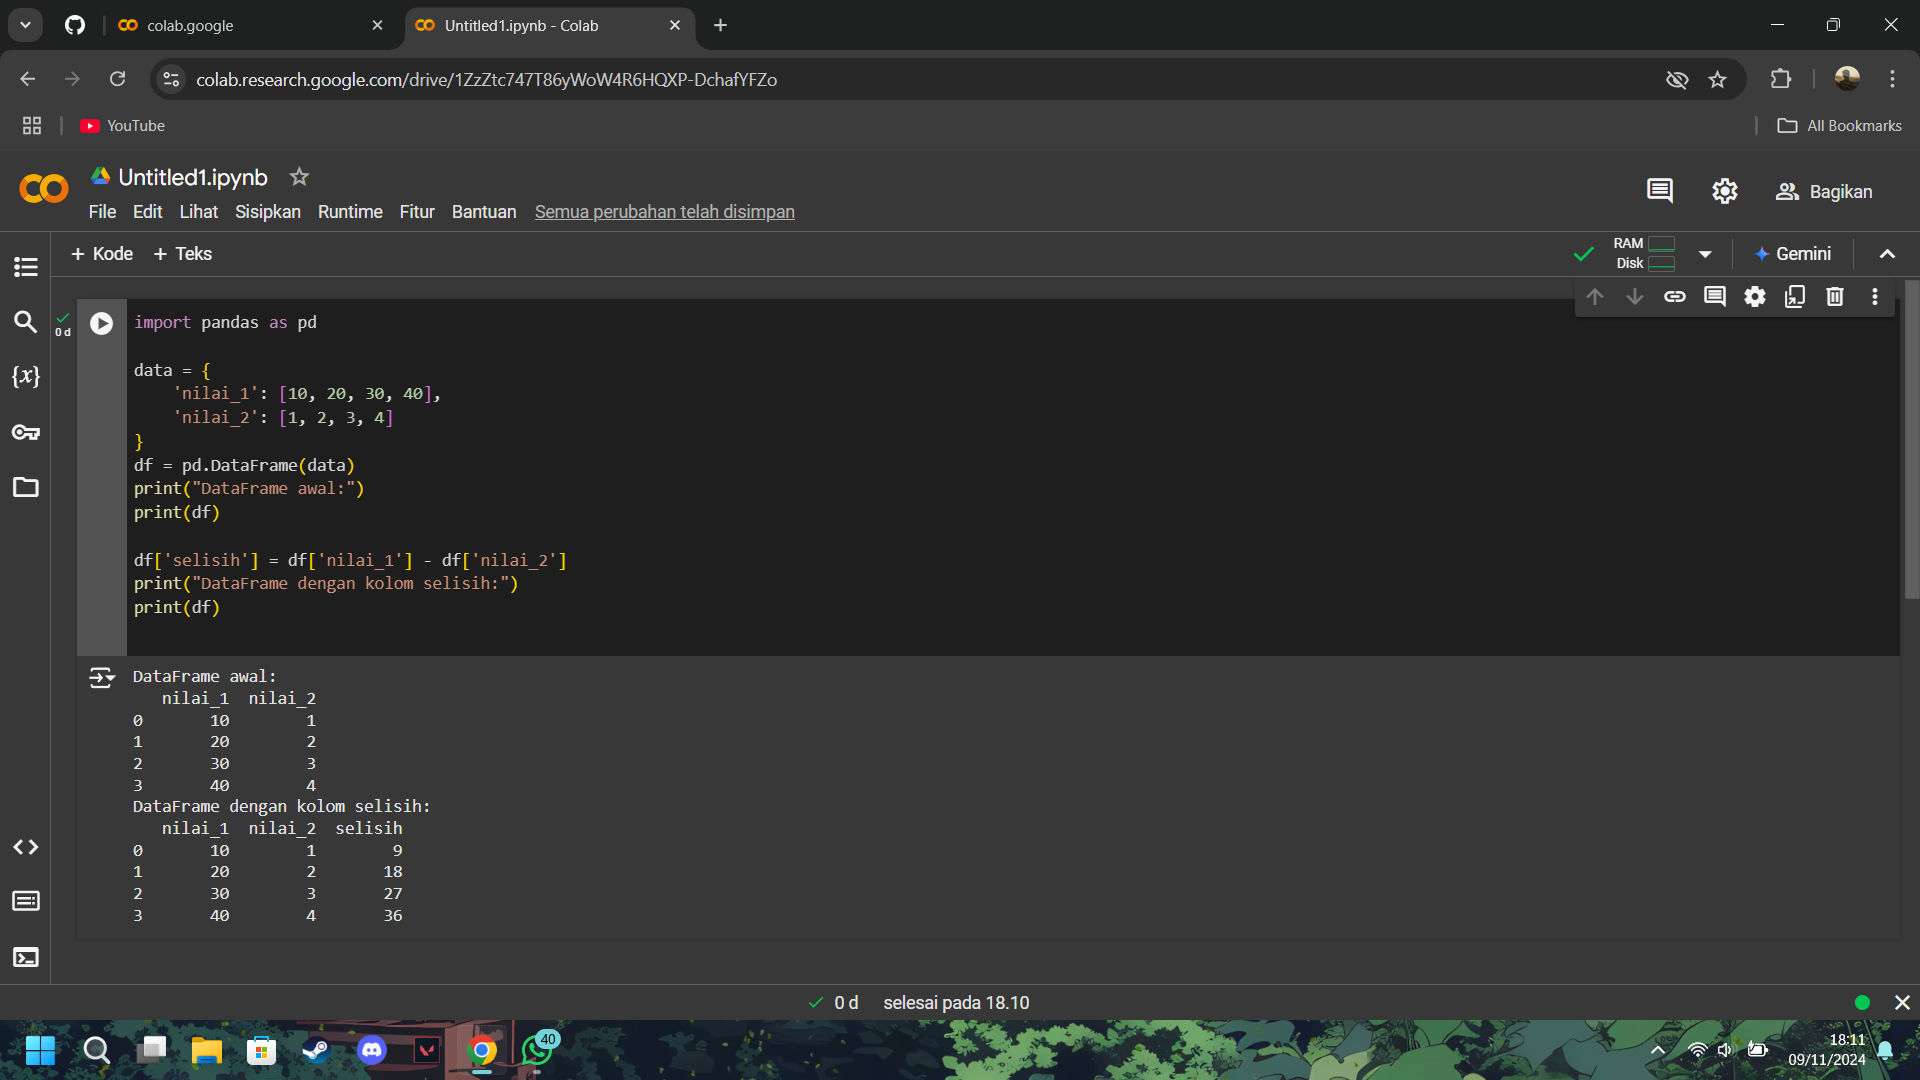 colab.google
Untitled1.ipynb - Colab
colab.research.google.com/drive/1ZzZtc747T86yWoW4R6HQXP-DchafYFZo
YouTube
All Bookmarks
Untitled1.ipynb
File Edit Lihat Sisipkan Runtime Fitur Bantuan Semua perubahan telah disimpan
Bagikan
+ Kode + Teks
RAM
Disk
Gemini
0 d
import pandas as pd
data = {
    'nilai_1': [10, 20, 30, 40],
    'nilai_2': [1, 2, 3, 4]
}
df = pd.DataFrame(data)
print("DataFrame awal:")
print(df)
df['selisih'] = df['nilai_1'] - df['nilai_2']
print("DataFrame dengan kolom selisih:")
print(df)
DataFrame awal:
   nilai_1  nilai_2
0       10        1
1       20        2
2       30        3
3       40        4
DataFrame dengan kolom selisih:
   nilai_1  nilai_2  selisih
0       10        1        9
1       20        2       18
2       30        3       27
3       40        4       36
0 d selesai pada 18.10
40
18:11
09/11/2024